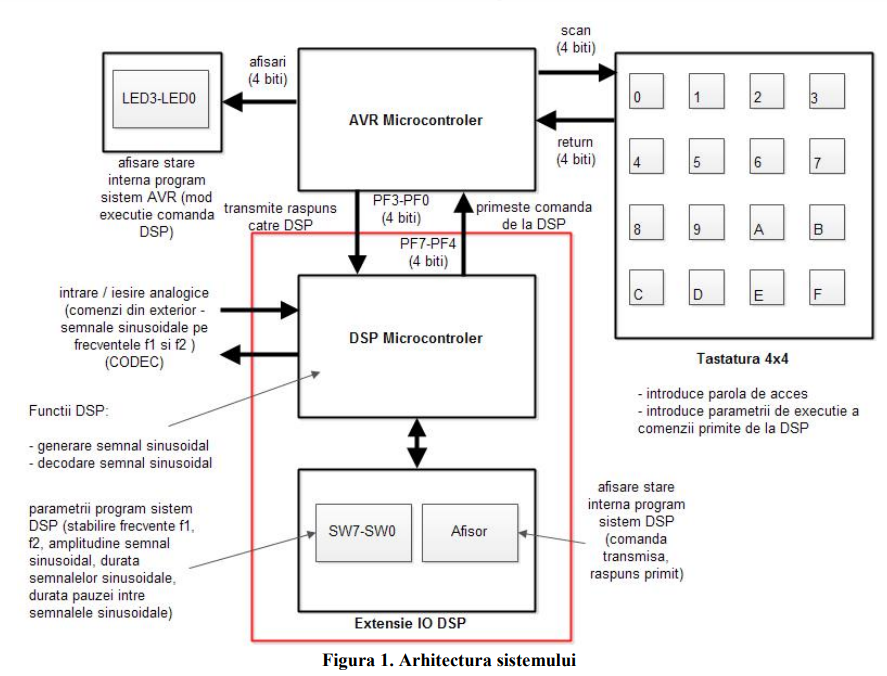 scan
(4 biti)
afisari
(4 biti)
LED3-LED0
AVR Microcontroler
0
1
2
3
4
5
6
7
8
9
A
B
C
D
E
F
return
(4 biti)
afisare stare
interna program
sistem AVR (mod
executie comanda
DSP)
transmite raspuns
catre DSP
PF3-PF0
(4 biti)
primeste comanda
de la DSP
PF7-PF4
(4 biti)
intrare / iesire analogice
(comenzi din exterior -
semnale sinusoidale pe
frecventele f1 si f2 )
(CODEC)
DSP Microcontroler
Tastatura 4x4
- introduce parola de acces
- introduce parametrii de executie a
comenzii primite de la DSP
Functii DSP:
- generare semnal sinusoidal
- decodare semnal sinusoidal
parametrii program sistem
DSP (stabilire frecvente f1,
f2, amplitudine semnal
sinusoidal, durata
semnalelor sinusoidale,
durata pauzei intre
semnalele sinusoidale)
SW7-SW0
Afisor
afisare stare
interna program
sistem DSP
(comanda
transmisa,
raspuns primit)
Extensie IO DSP
Figura 1. Arhitectura sistemului